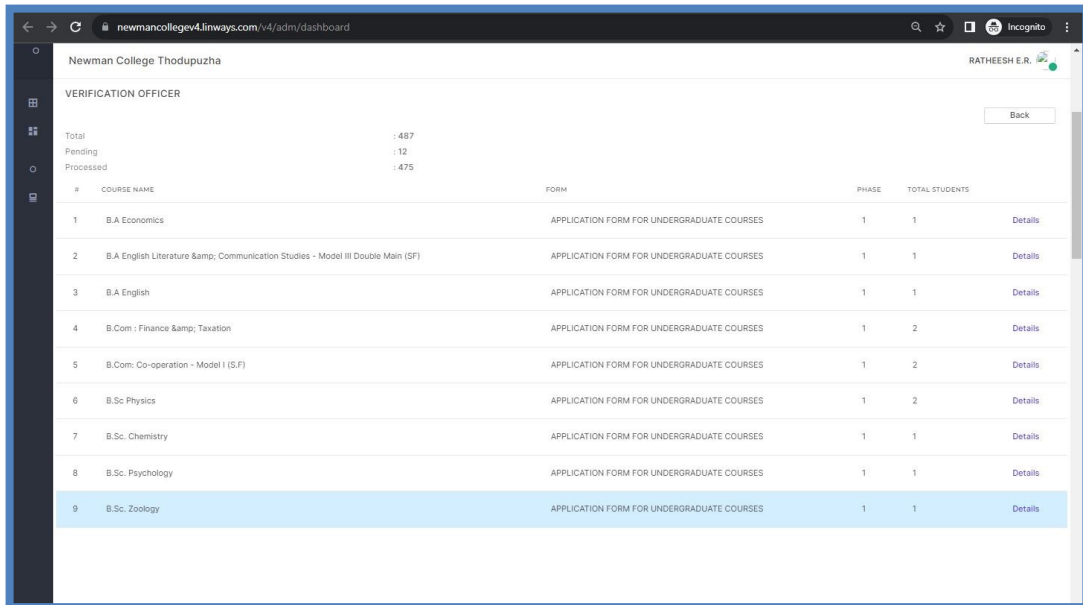 newmancollegev4.linways.com/v4/adm/dashboard Incognito
Newman College Thodupuzha RATHEESH E.R.
VERIFICATION OFFICER
Back
Total : 487
Pending : 12
Processed : 475
# COURSE NAME FORM PHASE TOTAL STUDENTS
1 B.A Economics APPLICATION FORM FOR UNDERGRADUATE COURSES 1 1 Details
2 B.A English Literature &amp; Communication Studies - Model III Double Main (SF) APPLICATION FORM FOR UNDERGRADUATE COURSES 1 1 Details
3 B.A English APPLICATION FORM FOR UNDERGRADUATE COURSES 1 1 Details
4 B.Com : Finance &amp; Taxation APPLICATION FORM FOR UNDERGRADUATE COURSES 1 2 Details
5 B.Com: Co-operation – Model I (S.F) APPLICATION FORM FOR UNDERGRADUATE COURSES 1 2 Details
6 B.Sc Physics APPLICATION FORM FOR UNDERGRADUATE COURSES 1 2 Details
7 B.Sc. Chemistry APPLICATION FORM FOR UNDERGRADUATE COURSES 1 1 Details
8 B.Sc. Psychology APPLICATION FORM FOR UNDERGRADUATE COURSES 1 1 Details
9 B.Sc. Zoology APPLICATION FORM FOR UNDERGRADUATE COURSES 1 1 Details